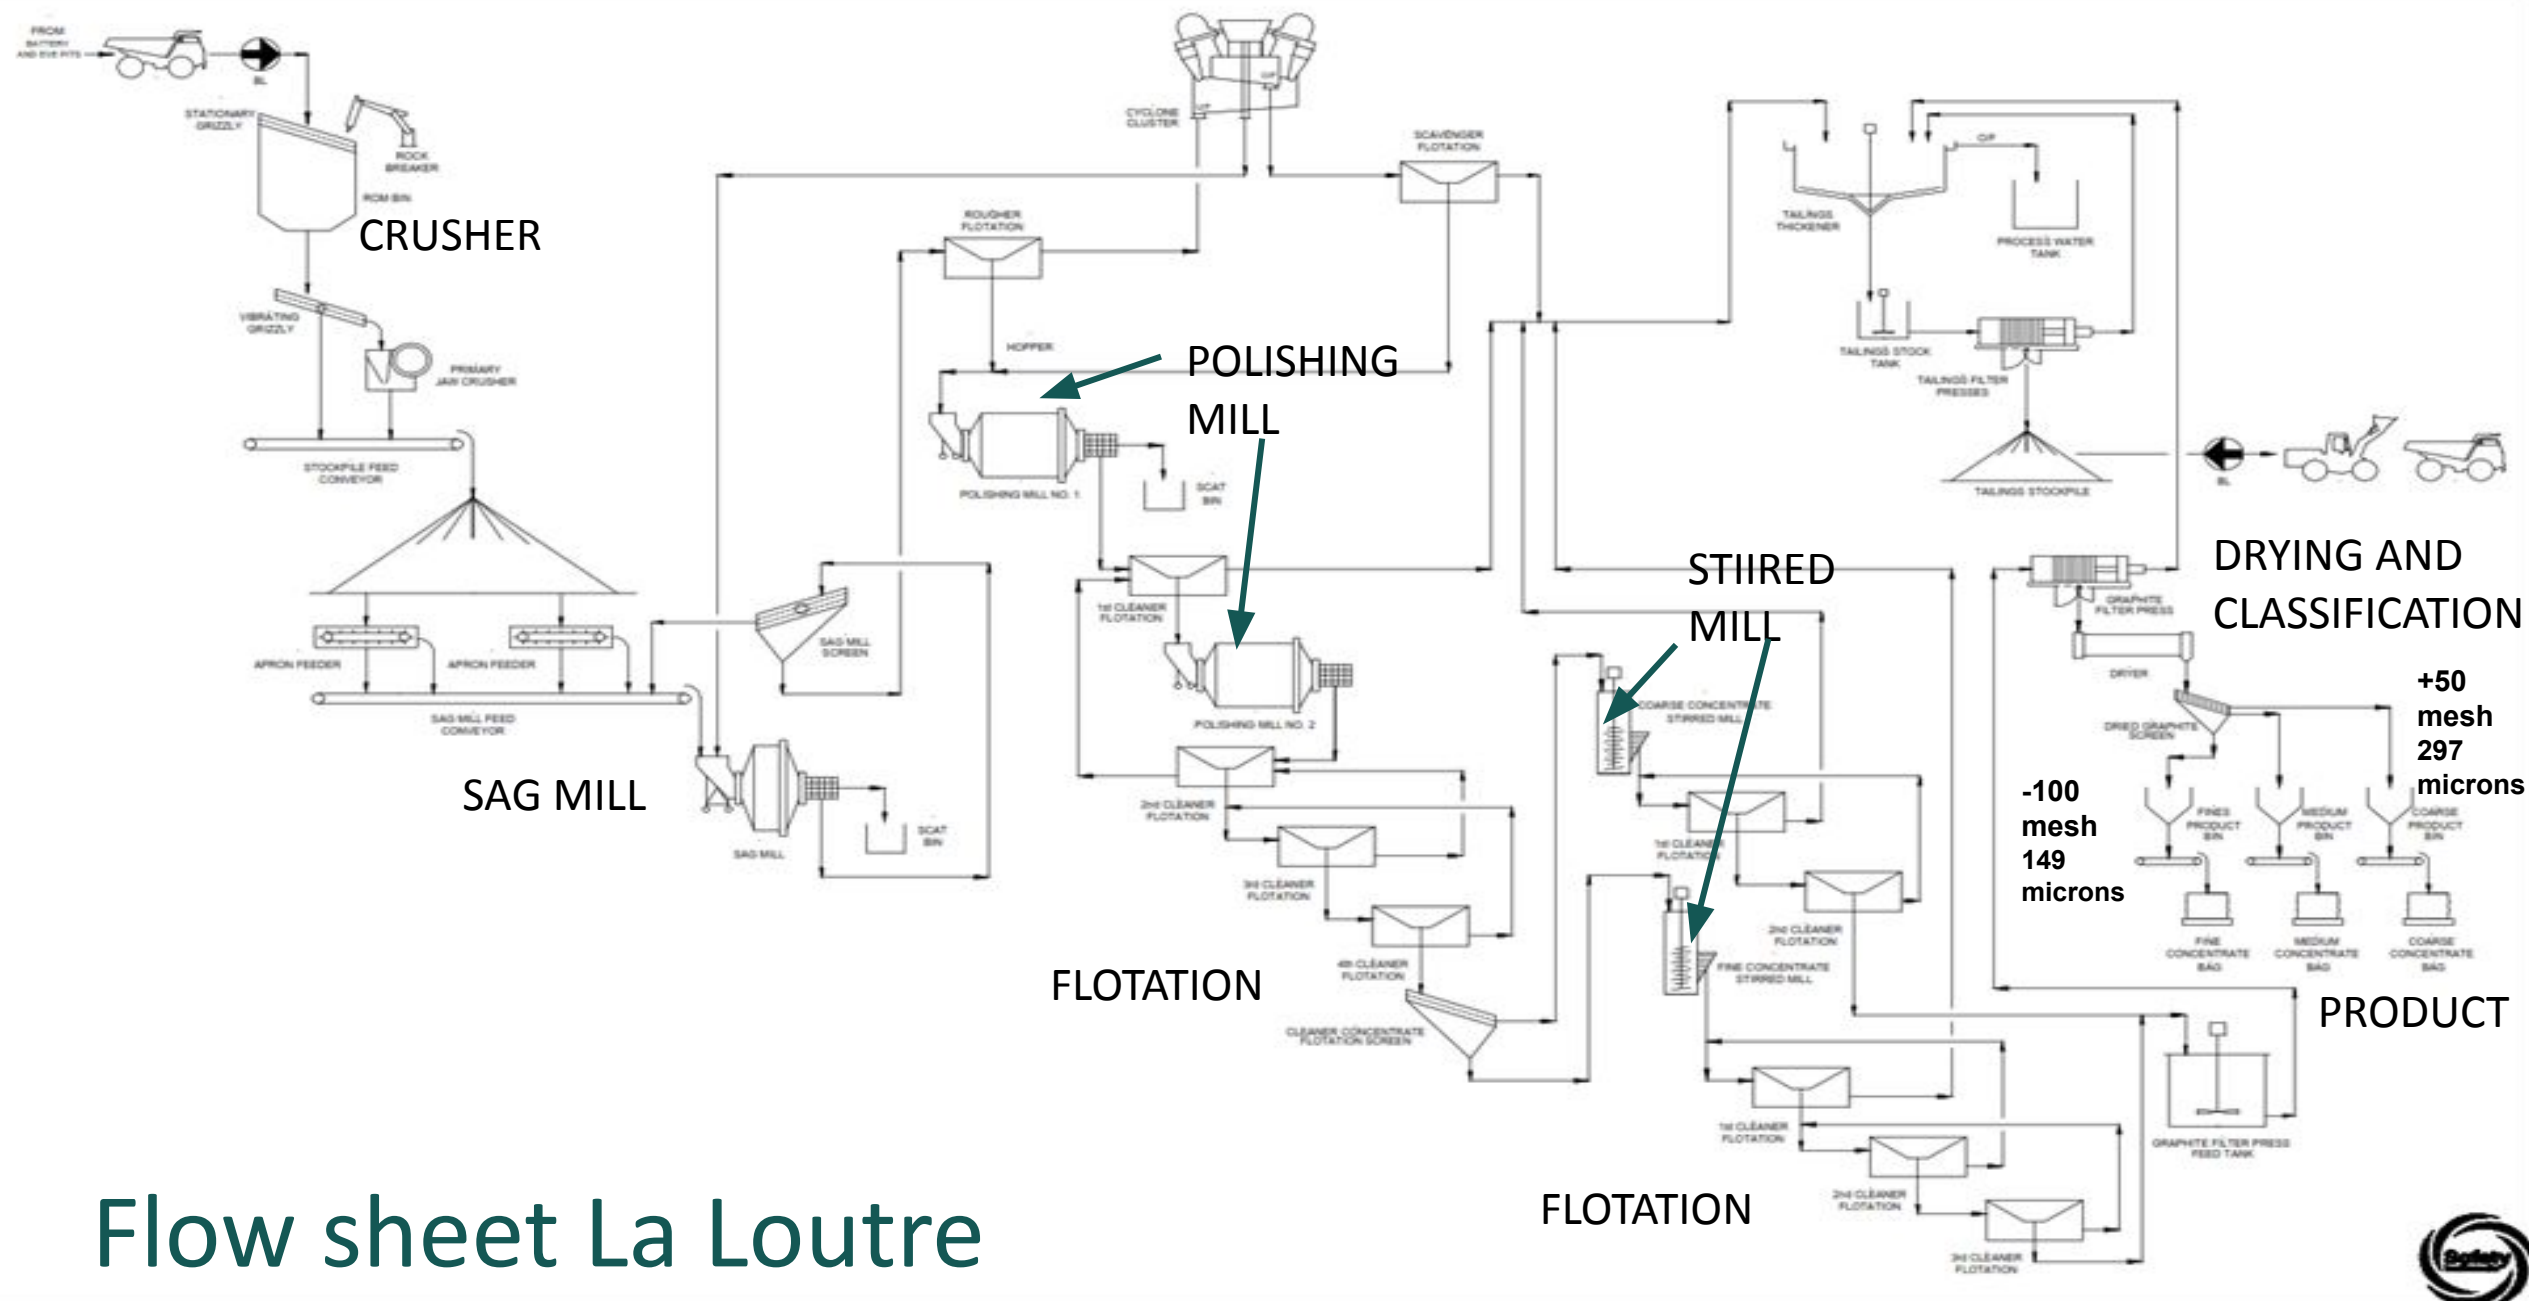 FROM
BATTERY
AND EVE PITS
BL
STATIONARY
GRIZZLY
ROCK
BREAKER
ROM BIN
CRUSHER
VIBRATING
GRIZZLY
PRIMARY
JAW CRUSHER
STOCKPILE FEED
CONVEYOR
APRON FEEDER
APRON FEEDER
SAG MILL FEED
CONVEYOR
SAG MILL
SAG MILL
SCAT
BIN
SAG MILL
SCREEN
CYCLONE
CLUSTER
O/F
U/F
ROUGHER
FLOTATION
SCAVENGER
FLOTATION
HOPPER
POLISHING
MILL
POLISHING MILL NO. 1
SCAT
BIN
1st CLEANER
FLOTATION
POLISHING MILL NO. 2
2nd CLEANER
FLOTATION
3rd CLEANER
FLOTATION
4th CLEANER
FLOTATION
FLOTATION
CLEANER CONCENTRATE
FLOTATION SCREEN
STIIRED
MILL
COARSE CONCENTRATE
STIRRED MILL
1st CLEANER
FLOTATION
2nd CLEANER
FLOTATION
FINE CONCENTRATE
STIRRED MILL
1st CLEANER
FLOTATION
2nd CLEANER
FLOTATION
3rd CLEANER
FLOTATION
FLOTATION
TAILINGS
THICKENER
O/F
PROCESS WATER
TANK
TAILINGS STOCK
TANK
TAILINGS FILTER
PRESSES
TAILINGS STOCKPILE
BL
DRYING AND
CLASSIFICATION
GRAPHITE
FILTER PRESS
DRYER
DRIED GRAPHITE
SCREEN
+50
mesh
297
microns
-100
mesh
149
microns
FINES
PRODUCT
BIN
MEDIUM
PRODUCT
BIN
COARSE
PRODUCT
BIN
FINE
CONCENTRATE
BAG
MEDIUM
CONCENTRATE
BAG
COARSE
CONCENTRATE
BAG
PRODUCT
GRAPHITE FILTER PRESS
FEED TANK
Flow sheet La Loutre
Safety